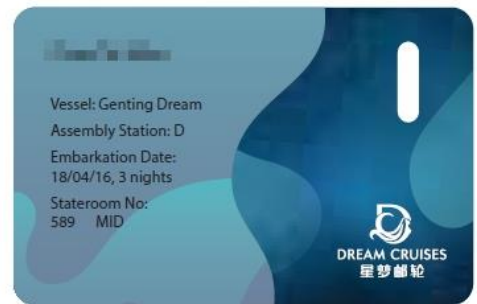 Vessel: Genting Dream
Assembly Station: D
Embarkation Date:
18/04/16, 3 nights
Stateroom No:
589 MID
DREAM CRUISES
星梦邮轮